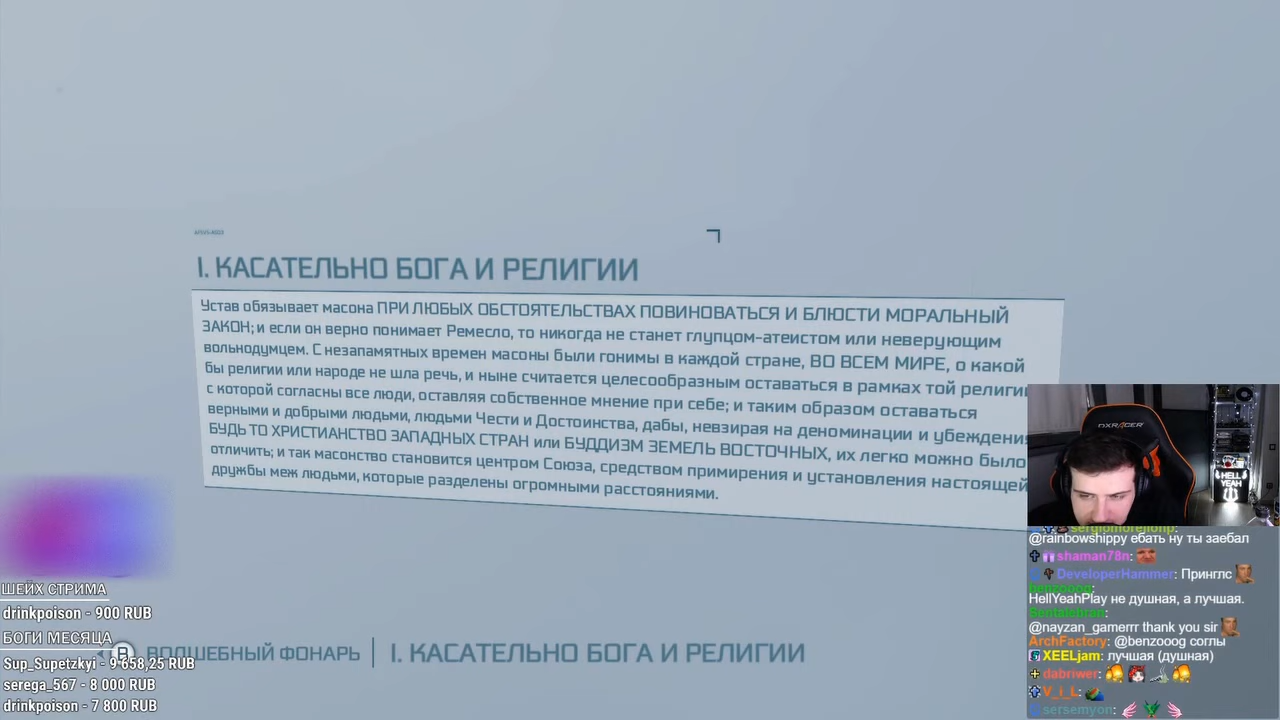 I. КАСАТЕЛЬНО БОГА И РЕЛИГИИ
Устав обязывает масона ПРИ ЛЮБЫХ ОБСТОЯТЕЛЬСТВАХ ПОВИНОВАТЬСЯ И БЛЮСТИ МОРАЛЬНЫЙ
ЗАКОН; и если он верно понимает Ремесло, то никогда не станет глупцом-атеистом или неверующим
вольнодумцем. С незапамятных времен масоны были гонимы в каждой стране, ВО ВСЕМ МИРЕ, о какой
бы религии или народе не шла речь, и ныне считается целесообразным оставаться в рамках той религии
с которой согласны все люди, оставляя собственное мнение при себе; и таким образом оставаться
верными и добрыми людьми, людьми Чести и Достоинства, дабы, невзирая на деноминации и убеждения
БУДЬ ТО ХРИСТИАНСТВО ЗАПАДНЫХ СТРАН или БУДДИЗМ ЗЕМЕЛЬ ВОСТОЧНЫХ, их легко можно было
отличить; и так масонство становится центром Союза, средством примирения и установления настоящей
дружбы меж людьми, которые разделены огромными расстояниями.
DXRACER
HELL
YEAH
sergiomorejonp:
@rainbowshippy ебать ну ты заебал
shaman78n:
DeveloperHammer: Принглс
benzooog:
HellYeahPlay не душная, а лучшая.
@nayzan_gamerrr thank you sir
ArchFactory: @benzooog соглы
XEELjam: лучшая (душная)
dabriwer:
V_i_L:
sersemyon:
ШЕЙХ СТРИМА
drinkpoison - 900 RUB
БОГИ МЕСЯЦА
Sup_Supetzkyi - 9 658,25 RUB
serega_567 - 8 000 RUB
drinkpoison - 7 800 RUB
B ВОЛШЕБНЫЙ ФОНАРЬ | I. КАСАТЕЛЬНО БОГА И РЕЛИГИИ